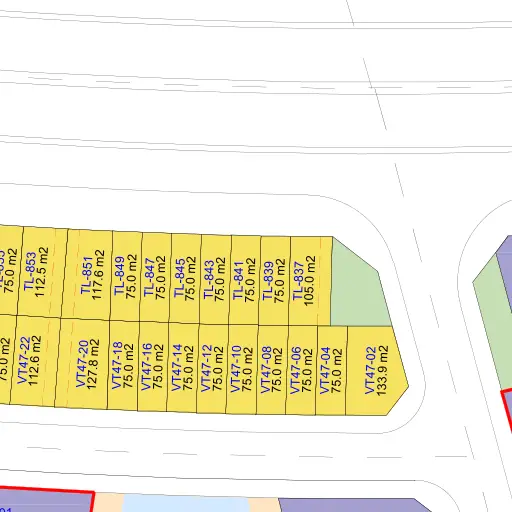 75.0 m2
TL-853
112.5 m2
TL-851
117.6 m2
TL-849
75.0 m2
TL-847
75.0 m2
TL-845
75.0 m2
TL-843
75.0 m2
TL-841
75.0 m2
TL-839
75.0 m2
TL-837
105.0 m2
75.0 m2
VT47-22
112.6 m2
VT47-20
127.8 m2
VT47-18
75.0 m2
VT47-16
75.0 m2
VT47-14
75.0 m2
VT47-12
75.0 m2
VT47-10
75.0 m2
VT47-08
75.0 m2
VT47-06
75.0 m2
VT47-04
75.0 m2
VT47-02
133.9 m2